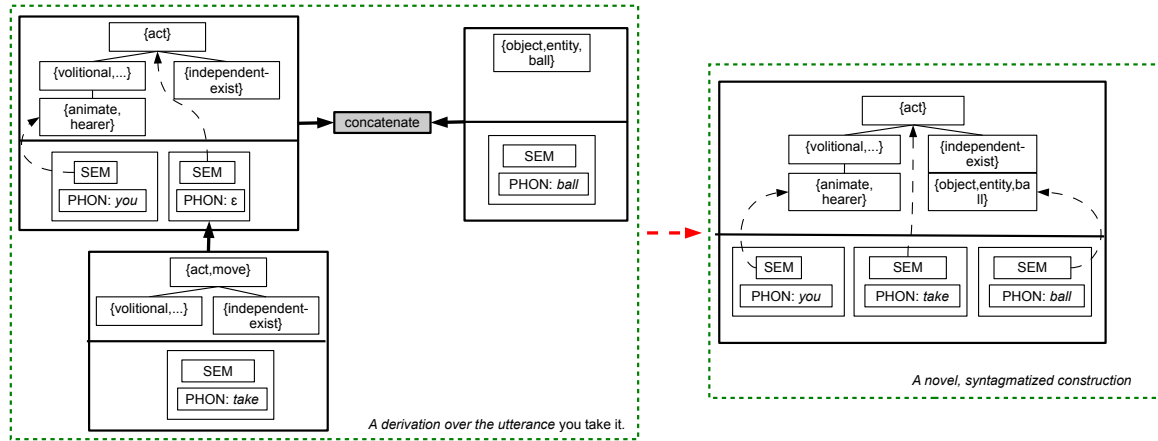 {act}
{volitional,...}
{independent-
exist}
{animate,
hearer}
SEM
PHON: you
SEM
PHON: ε
concatenate
{object,entity,
ball}
SEM
PHON: ball
{act,move}
{volitional,...}
{independent-
exist}
SEM
PHON: take
A derivation over the utterance you take it.
{act}
{volitional,...}
{independent-
exist}
{animate,
hearer}
{object,entity,ba
ll}
SEM
PHON: you
SEM
PHON: take
SEM
PHON: ball
A novel, syntagmatized construction